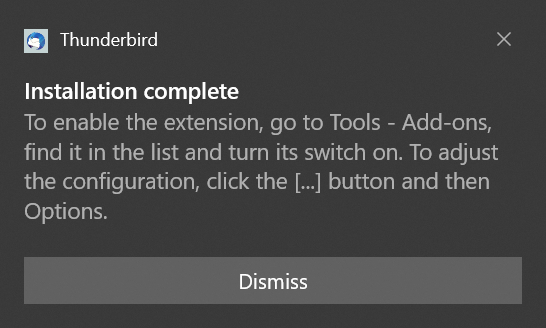 Thunderbird
Installation complete
To enable the extension, go to Tools - Add-ons,
find it in the list and turn its switch on. To adjust
the configuration, click the [...] button and then
Options.
Dismiss